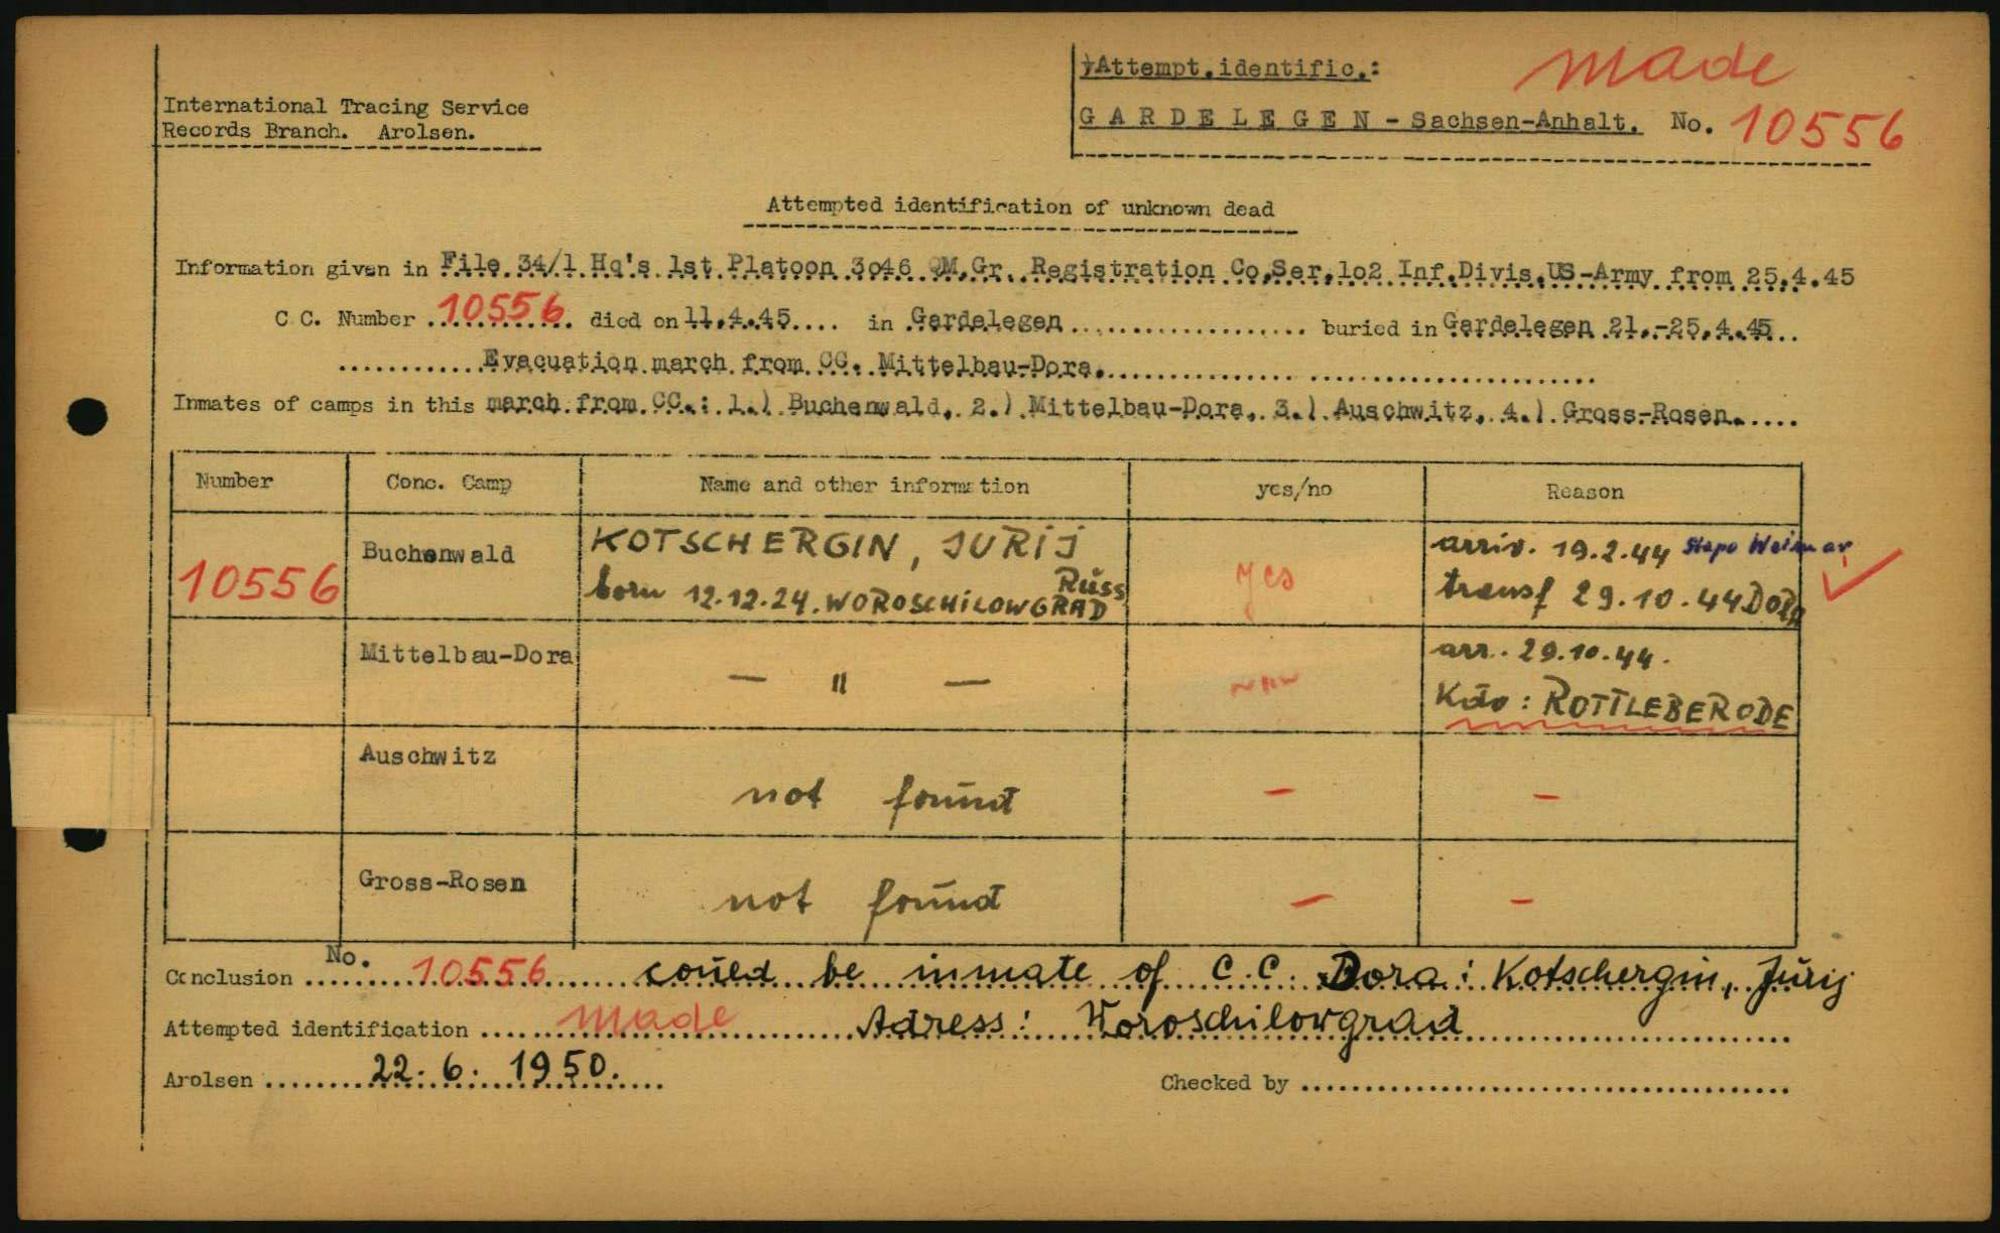 Attempt.identific.: made
International Tracing Service
Records Branch. Arolsen.
GARDELEGEN - Sachsen-Anhalt. No. 10556
Attempted identification of unknown dead
Information given in File 34/1 Hq's 1st Platoon 3o46 QM.Gr. Registration Co,Ser,1o2 Inf.Divis.US-Army from 25.4.45
C C. Number 10556 died on 11.4.45 in Gardelegen buried in Gardelegen 21.-25.4.45
Evacuation march from CC. Mittelbau-Dora.
Inmates of camps in this march from CC.: 1.) Buchenwald, 2.) Mittelbau-Dora, 3.) Auschwitz, 4.) Gross-Rosen.
Number Conc. Camp Name and other information yes/no Reason
10556 Buchenwald KOTSCHERGIN, JURIJ yes arriv. 19.2.44 Stapo Weimar
Russ
born 12.12.24. WOROSCHILOWGRAD transf 29.10.44 DORA
Mittelbau-Dora — " — arr. 29.10.44.
Kdo: ROTTLEBERODE
Auschwitz not found — —
Gross-Rosen not found — —
Conclusion No. 10556 could be inmate of C.C. Dora: Kotschergin, Jurij
Attempted identification made Adress: Woroschilowgrad
Arolsen 22.6.1950. Checked by